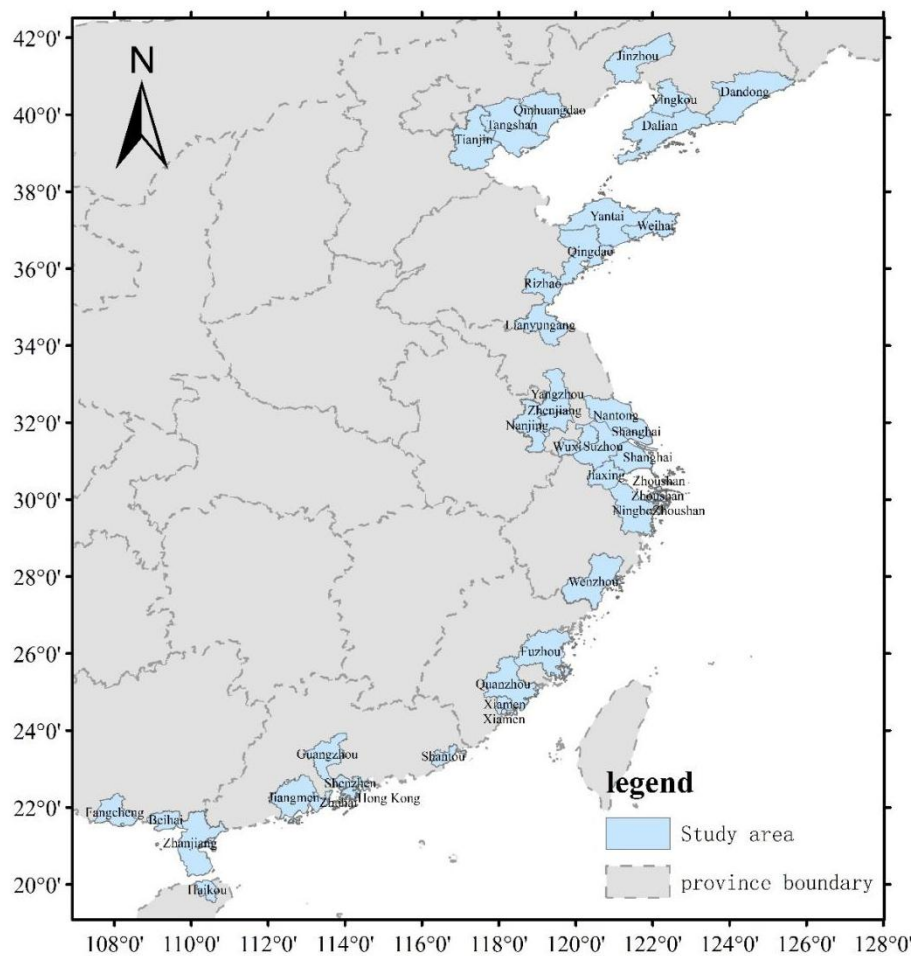 42°0'
40°0'
38°0'
36°0'
34°0'
32°0'
30°0'
28°0'
26°0'
24°0'
22°0'
20°0'
N
Jinzhou
Yingkou
Dandong
Qinhuangdao
Tangshan
Dalian
Tianjin
Yantai
Weihai
Qingdao
Rizhao
Lianyungang
Yangzhou
Zhenjiang
Nantong
Nanjing
Shanghai
Wuxi
Suzhou
Shanghai
Jiaxing
Zhoushan
Zhoushan
Ningbo
Zhoushan
Wenzhou
Fuzhou
Quanzhou
Xiamen
Xiamen
Guangzhou
Shantou
Shenzhen
Jiangmen
Hong Kong
Zhuhai
Fangcheng
Beihai
Zhanjiang
Haikou
legend
Study area
province boundary
108°0'
110°0'
112°0'
114°0'
116°0'
118°0'
120°0'
122°0'
124°0'
126°0'
128°0'